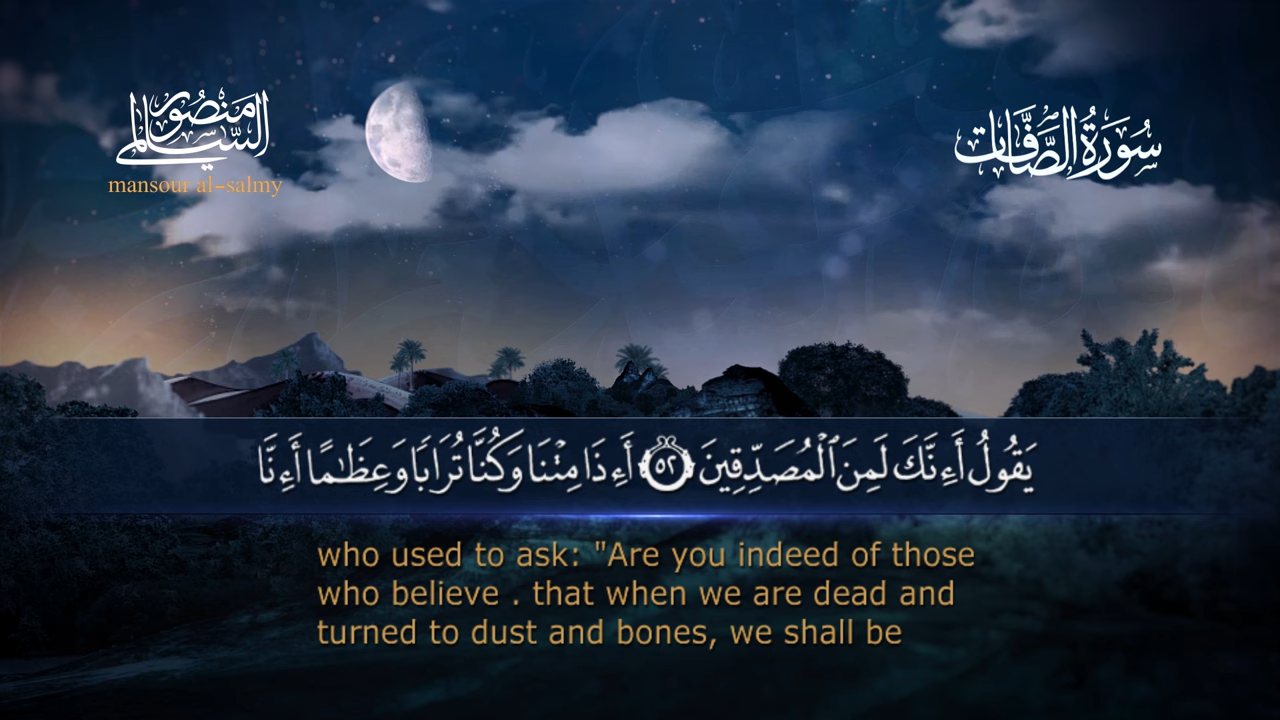 منصور السالمي
mansour al-salmy
سُورَةُ الصَّافَّات
يَقُولُ أَءِنَّكَ لَمِنَ ٱلْمُصَدِّقِينَ ٥٢ أَءِذَا مِتْنَا وَكُنَّا تُرَابًا وَعِظَٰمًا أَءِنَّا
who used to ask: "Are you indeed of those
who believe . that when we are dead and
turned to dust and bones, we shall be